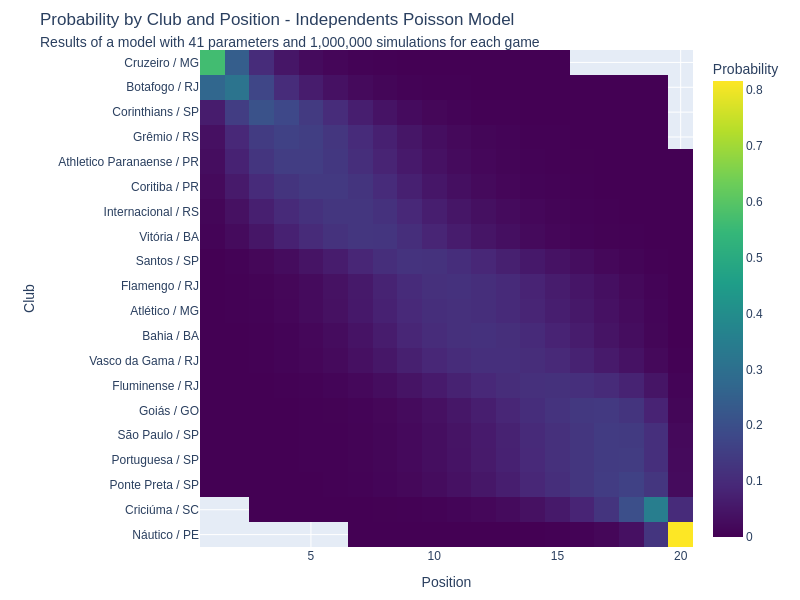 Probability by Club and Position - Independents Poisson Model
Results of a model with 41 parameters and 1,000,000 simulations for each game
Probability
Club
Cruzeiro / MG
Botafogo / RJ
Corinthians / SP
Grêmio / RS
Athletico Paranaense / PR
Coritiba / PR
Internacional / RS
Vitória / BA
Santos / SP
Flamengo / RJ
Atlético / MG
Bahia / BA
Vasco da Gama / RJ
Fluminense / RJ
Goiás / GO
São Paulo / SP
Portuguesa / SP
Ponte Preta / SP
Criciúma / SC
Náutico / PE
0.8
0.7
0.6
0.5
0.4
0.3
0.2
0.1
0
5 10 15 20
Position